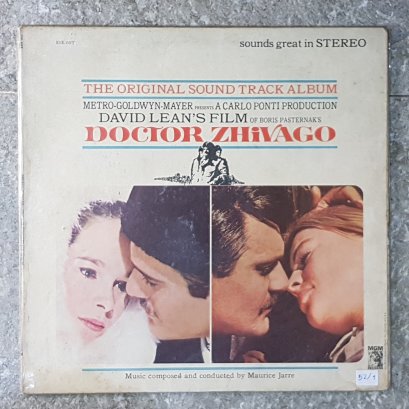 sounds great in STEREO
THE ORIGINAL SOUND TRACK ALBUM
METRO-GOLDWYN-MAYER PRESENTS A CARLO PONTI PRODUCTION
DAVID LEAN'S FILM OF BORIS PASTERNAK'S
DOCTOR ZHiVAGO
MGM
Music composed and conducted by Maurice Jarre